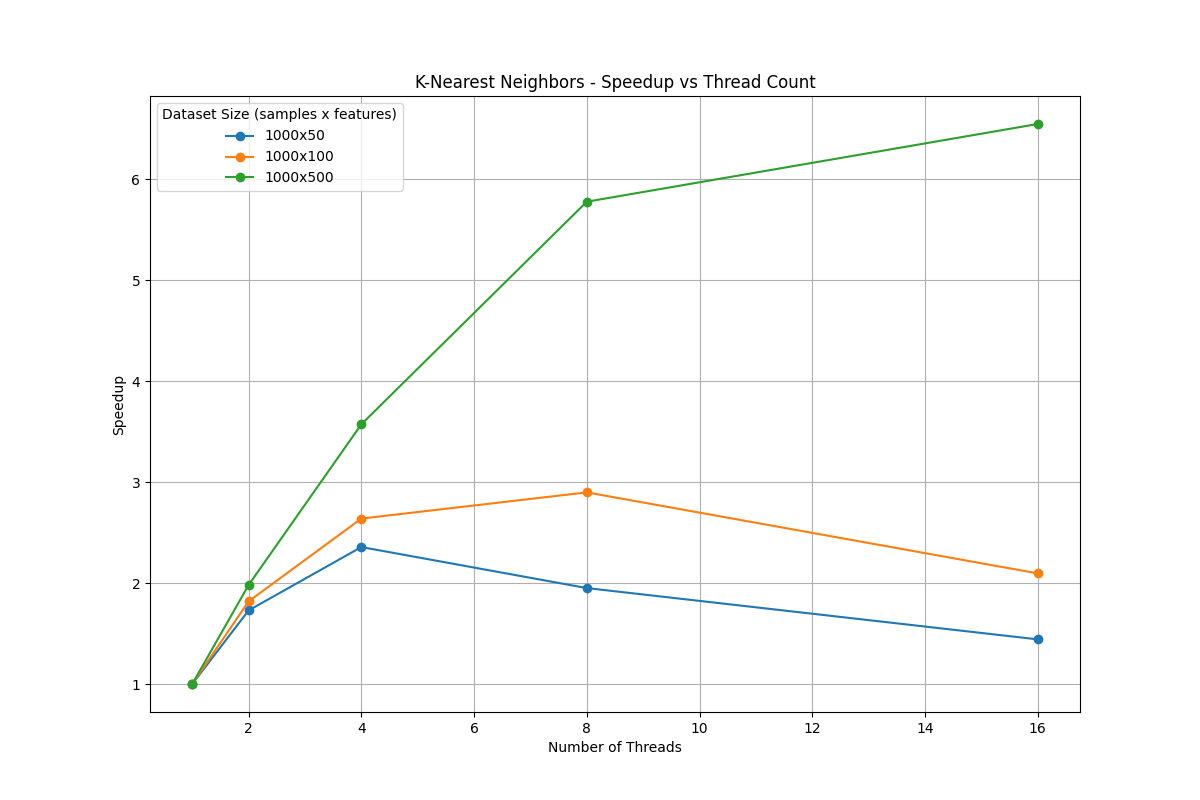 K-Nearest Neighbors - Speedup vs Thread Count
Dataset Size (samples x features)
1000x50
1000x100
1000x500
6
5
4
3
2
1
Speedup
2 4 6 8 10 12 14 16
Number of Threads